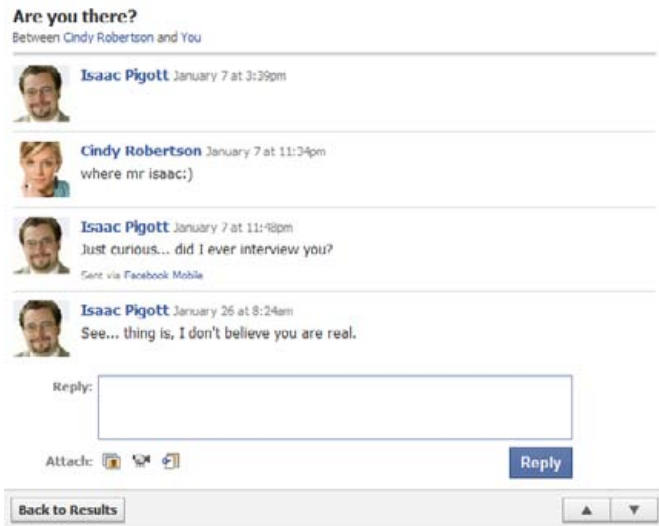 Are you there?
Between Cindy Robertson and You
Isaac Pigott January 7 at 3:39pm
Cindy Robertson January 7 at 11:34pm
where mr isaac:)
Isaac Pigott January 7 at 11:48pm
Just curious... did I ever interview you?
Sent via Facebook Mobile
Isaac Pigott January 26 at 8:24am
See... thing is, I don't believe you are real.
Reply:
Attach:
Reply
Back to Results